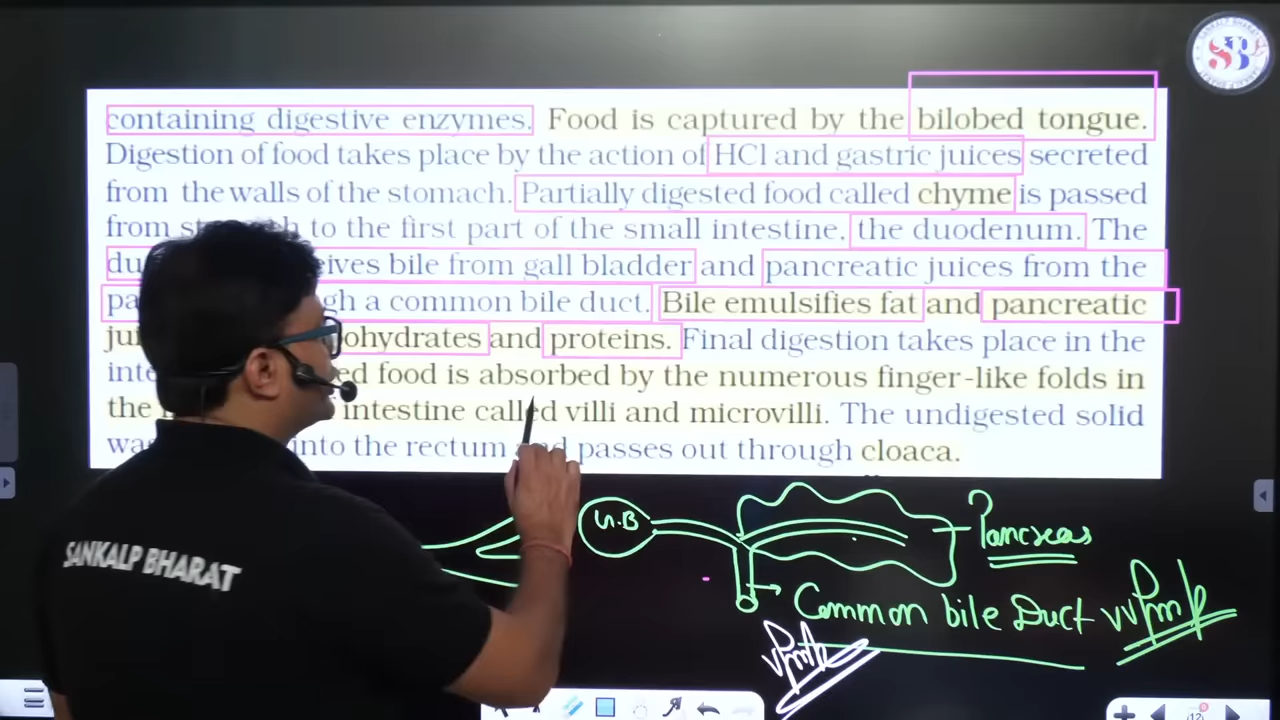 containing digestive enzymes. Food is captured by the bilobed tongue.
Digestion of food takes place by the action of HCl and gastric juices secreted
from the walls of the stomach. Partially digested food called chyme is passed
from to the first part of the small intestine, the duodenum. The
bile from gall bladder and pancreatic juices from the
a common bile duct. Bile emulsifies fat and pancreatic
and proteins. Final digestion takes place in the
food is absorbed by the numerous finger-like folds in
the intestine called villi and microvilli. The undigested solid
into the rectum and passes out through cloaca.
G.B
Pancreas
Common bile Duct
SANKALP BHARAT
SB